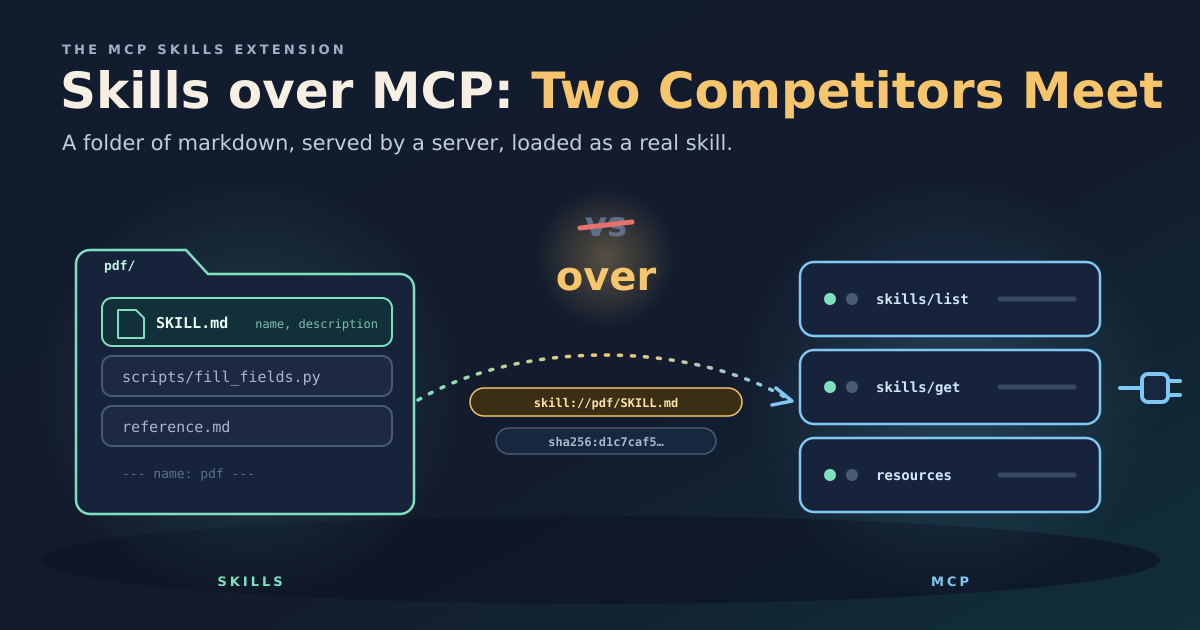 THE MCP SKILLS EXTENSION
Skills over MCP: Two Competitors Meet
A folder of markdown, served by a server, loaded as a real skill.
vs
over
pdf/
SKILL.md name, description
scripts/fill_fields.py
reference.md
--- name: pdf ---
skill://pdf/SKILL.md
sha256:d1c7caf5…
skills/list
skills/get
resources
SKILLS
MCP